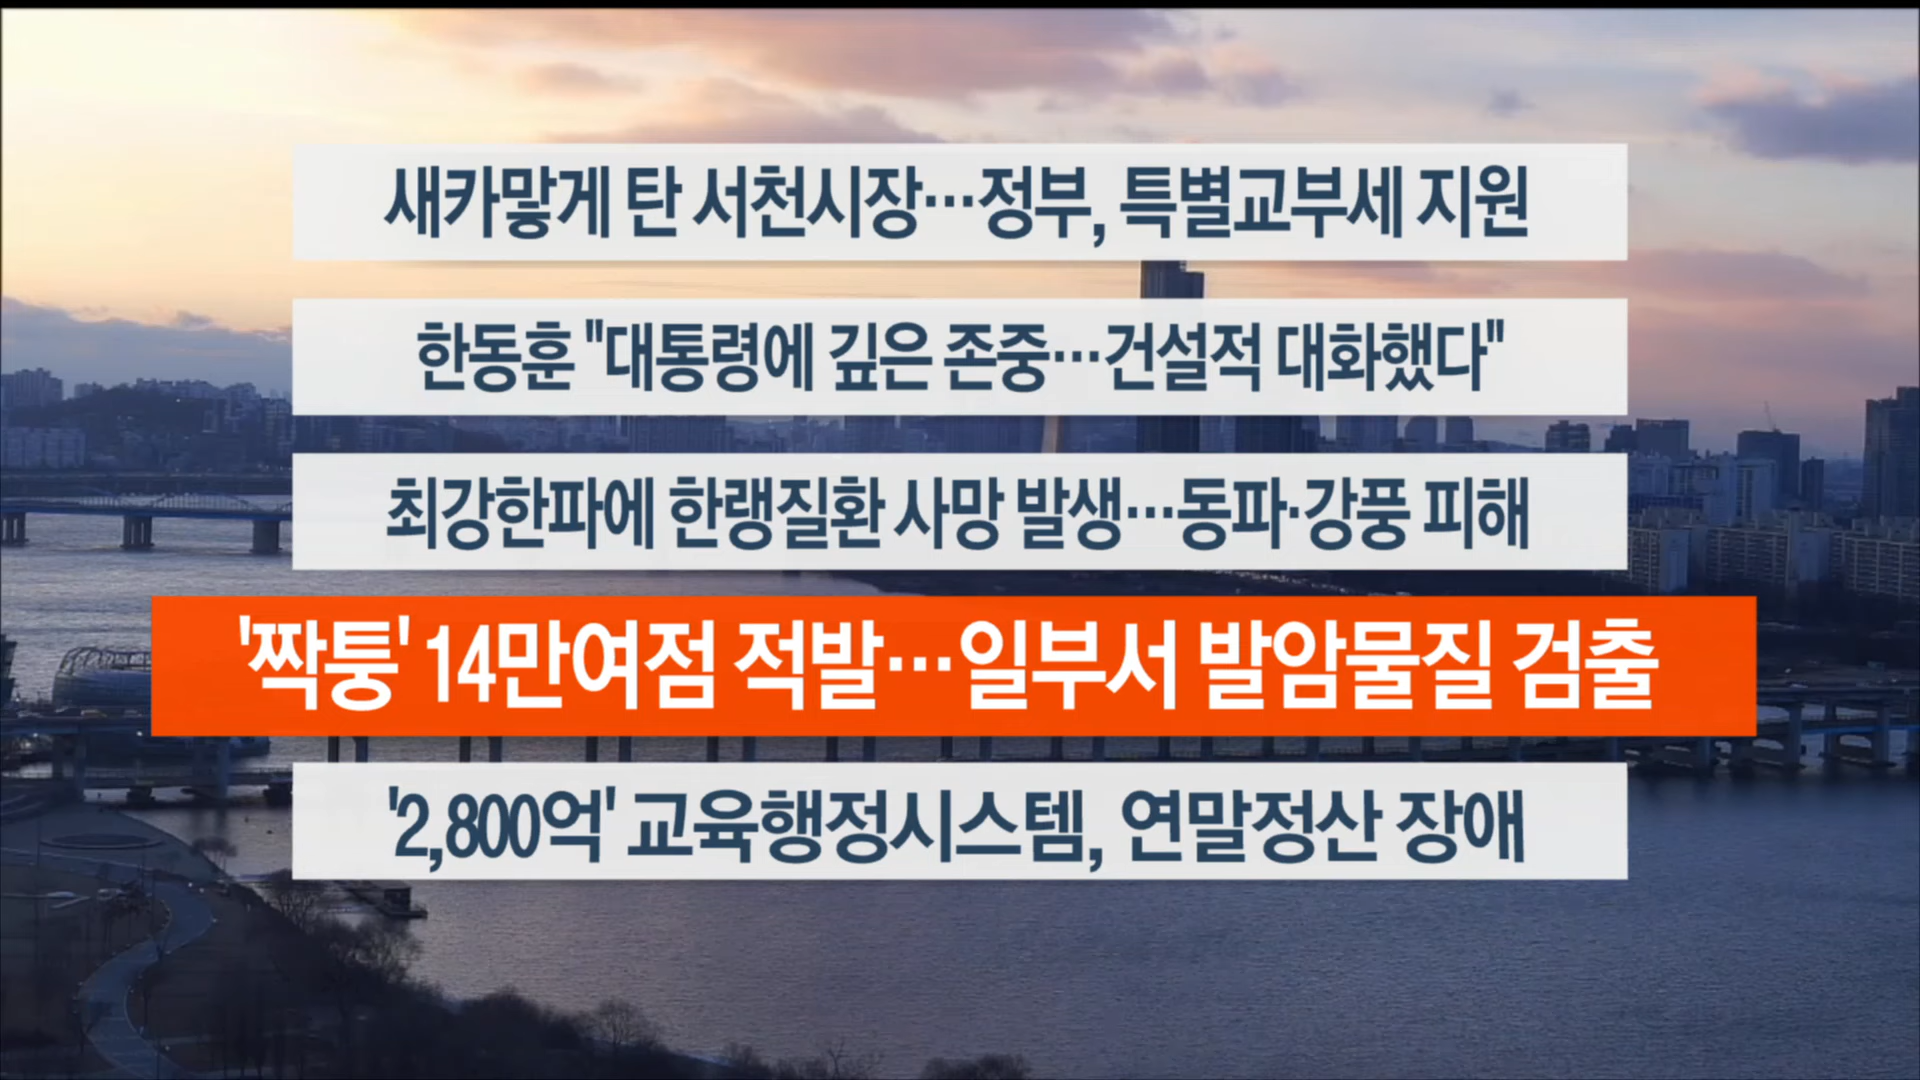 새카맣게 탄 서천시장…정부, 특별교부세 지원
한동훈 "대통령에 깊은 존중…건설적 대화했다"
최강한파에 한랭질환 사망 발생…동파·강풍 피해
'짝퉁' 14만여점 적발…일부서 발암물질 검출
'2,800억' 교육행정시스템, 연말정산 장애